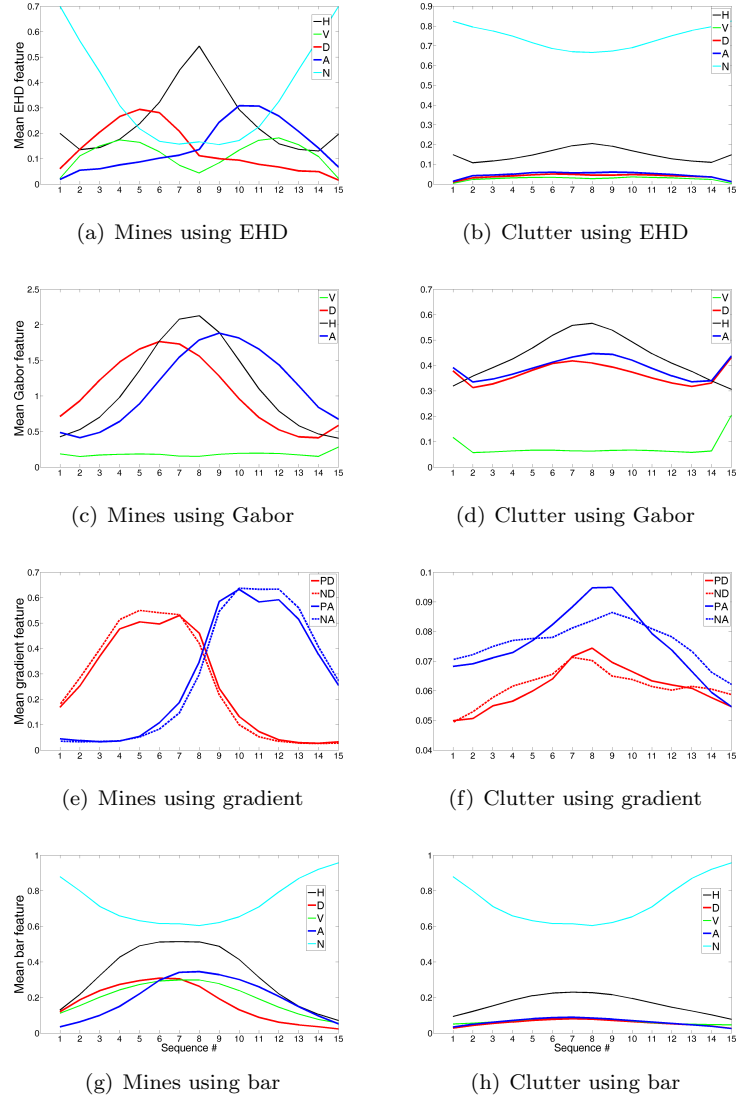 0.7
0.6
0.5
0.4
0.3
0.2
0.1
0
Mean EHD feature
H
V
D
A
N
1 2 3 4 5 6 7 8 9 10 11 12 13 14 15
(a) Mines using EHD
0.9
0.8
0.7
0.6
0.5
0.4
0.3
0.2
0.1
0
H
V
D
A
N
1 2 3 4 5 6 7 8 9 10 11 12 13 14 15
(b) Clutter using EHD
2.5
2
1.5
1
0.5
0
Mean Gabor feature
V
D
H
A
1 2 3 4 5 6 7 8 9 10 11 12 13 14 15
(c) Mines using Gabor
0.7
0.6
0.5
0.4
0.3
0.2
0.1
0
V
D
H
A
1 2 3 4 5 6 7 8 9 10 11 12 13 14 15
(d) Clutter using Gabor
0.7
0.6
0.5
0.4
0.3
0.2
0.1
0
Mean gradient feature
PD
ND
PA
NA
1 2 3 4 5 6 7 8 9 10 11 12 13 14 15
(e) Mines using gradient
0.1
0.09
0.08
0.07
0.06
0.05
0.04
PD
ND
PA
NA
1 2 3 4 5 6 7 8 9 10 11 12 13 14 15
(f) Clutter using gradient
1
0.8
0.6
0.4
0.2
0
Mean bar feature
H
D
V
A
N
1 2 3 4 5 6 7 8 9 10 11 12 13 14 15
Sequence #
(g) Mines using bar
1
0.8
0.6
0.4
0.2
0
H
D
V
A
N
1 2 3 4 5 6 7 8 9 10 11 12 13 14 15
Sequence #
(h) Clutter using bar